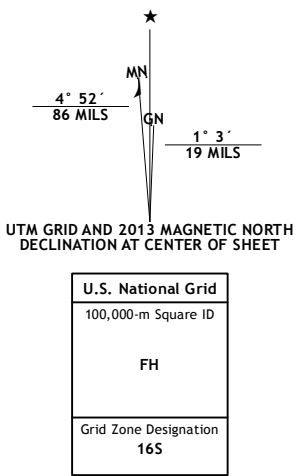 ★
MN
4° 52´
86 MILS
GN
1° 3´
19 MILS
UTM GRID AND 2013 MAGNETIC NORTH
DECLINATION AT CENTER OF SHEET
U.S. National Grid
100,000-m Square ID
FH
Grid Zone Designation
16S